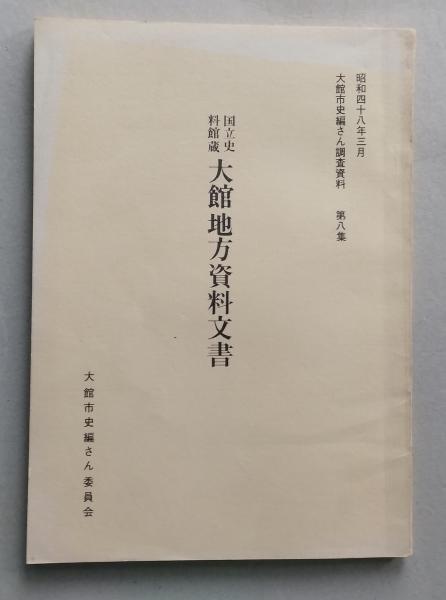 昭和四十八年三月
大館市史編さん調査資料　第八集
国立史
料館蔵
大館地方資料文書
大館市史編さん委員会